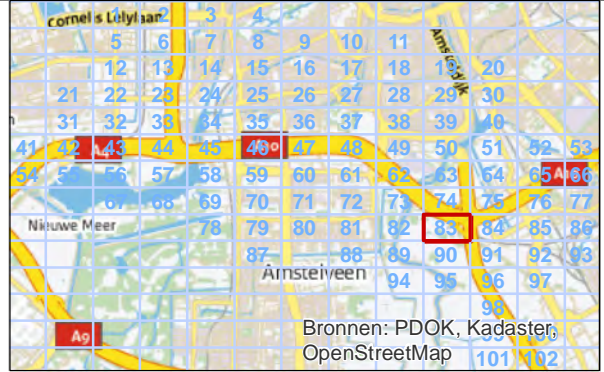 Cornelis Lelylaan 2 3 4
5 6 7 8 9 10 11
Amsteldijk
12 13 14 15 16 17 18 19 20
21 22 23 24 25 26 27 28 29 30
31 32 33 34 35 36 37 38 39 40
41 42 43 44 45 46 47 48 49 50 51 52 53
54 55 56 57 58 59 60 61 62 63 64 65 66
67 68 69 70 71 72 73 74 75 76 77
Nieuwe Meer 78 79 80 81 82 83 84 85 86
87 88 89 90 91 92 93
Amstelveen
94 95 96 97
98
A9
Bronnen: PDOK, Kadaster,
OpenStreetMap
101 102